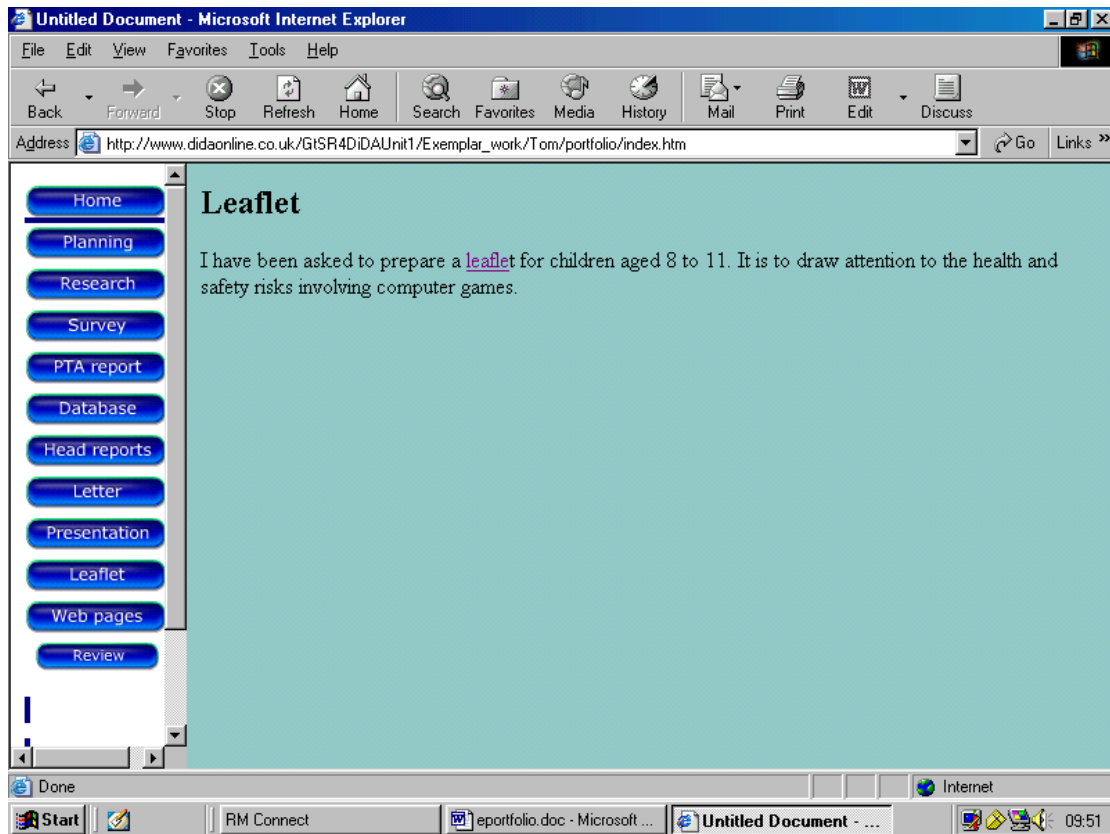 Untitled Document - Microsoft Internet Explorer
File Edit View Favorites Tools Help
Back Forward Stop Refresh Home Search Favorites Media History Mail Print Edit Discuss
Address http://www.didaonline.co.uk/GtSR4DiDAUnit1/Exemplar_work/Tom/portfolio/index.htm Go Links »
Home
Planning
Research
Survey
PTA report
Database
Head reports
Letter
Presentation
Leaflet
Web pages
Review
Leaflet
I have been asked to prepare a leaflet for children aged 8 to 11. It is to draw attention to the health and
safety risks involving computer games.
Done Internet
Start RM Connect eportfolio.doc - Microsoft ... Untitled Document - ... 09:51